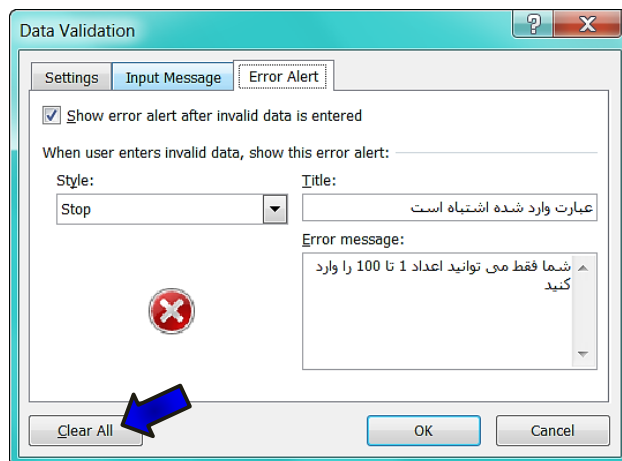 Data Validation
Settings
Input Message
Error Alert
Show error alert after invalid data is entered
When user enters invalid data, show this error alert:
Style:
Title:
Stop
عبارت وارد شده اشتباه است
Error message:
شما فقط می توانید اعداد 1 تا 100 را وارد
کنید
Clear All
OK
Cancel